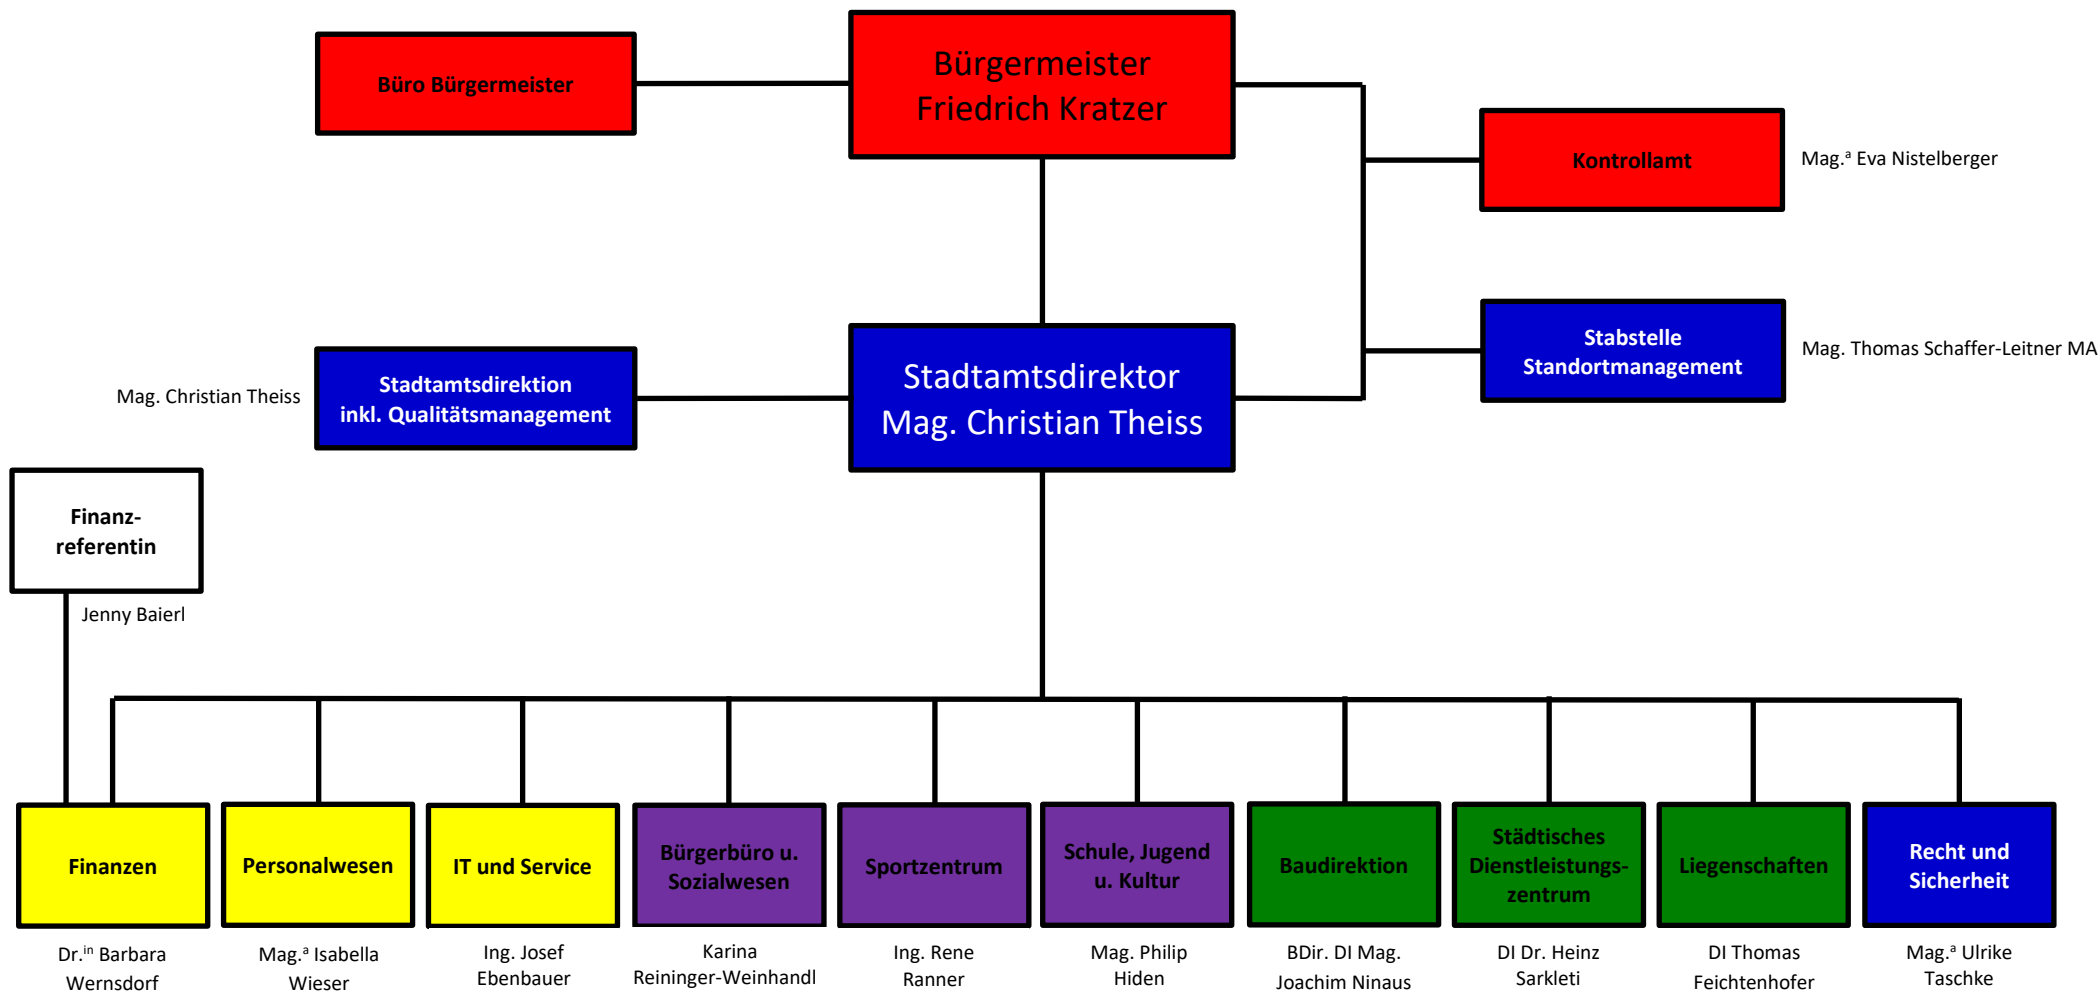 Büro Bürgermeister
Bürgermeister
Friedrich Kratzer
Kontrollamt
Mag.ª Eva Nistelberger
Stabstelle
Standortmanagement
Mag. Thomas Schaffer-Leitner MA
Mag. Christian Theiss
Stadtamtsdirektion
inkl. Qualitätsmanagement
Stadtamtsdirektor
Mag. Christian Theiss
Finanz-
referentin
Jenny Baierl
Finanzen
Personalwesen
IT und Service
Bürgerbüro u.
Sozialwesen
Sportzentrum
Schule, Jugend
u. Kultur
Baudirektion
Städtisches
Dienstleistungs-
zentrum
Liegenschaften
Recht und
Sicherheit
Dr.ⁱⁿ Barbara
Wernsdorf
Mag.ª Isabella
Wieser
Ing. Josef
Ebenbauer
Karina
Reininger-Weinhandl
Ing. Rene
Ranner
Mag. Philip
Hiden
BDir. DI Mag.
Joachim Ninaus
DI Dr. Heinz
Sarkleti
DI Thomas
Feichtenhofer
Mag.ª Ulrike
Taschke